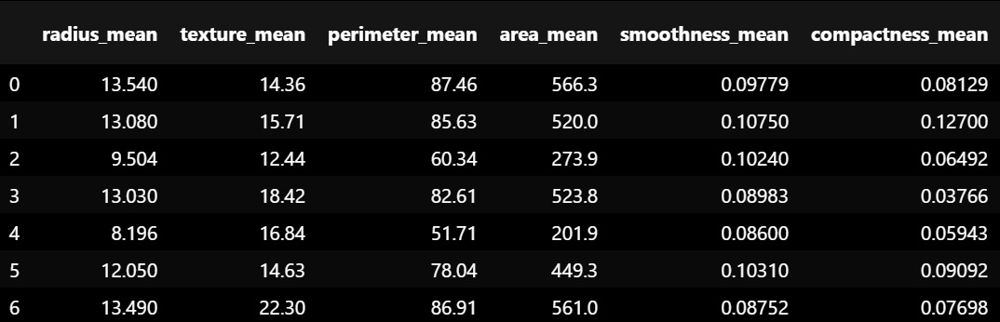 radius_mean texture_mean perimeter_mean area_mean smoothness_mean compactness_mean
0 13.540 14.36 87.46 566.3 0.09779 0.08129
1 13.080 15.71 85.63 520.0 0.10750 0.12700
2 9.504 12.44 60.34 273.9 0.10240 0.06492
3 13.030 18.42 82.61 523.8 0.08983 0.03766
4 8.196 16.84 51.71 201.9 0.08600 0.05943
5 12.050 14.63 78.04 449.3 0.10310 0.09092
6 13.490 22.30 86.91 561.0 0.08752 0.07698